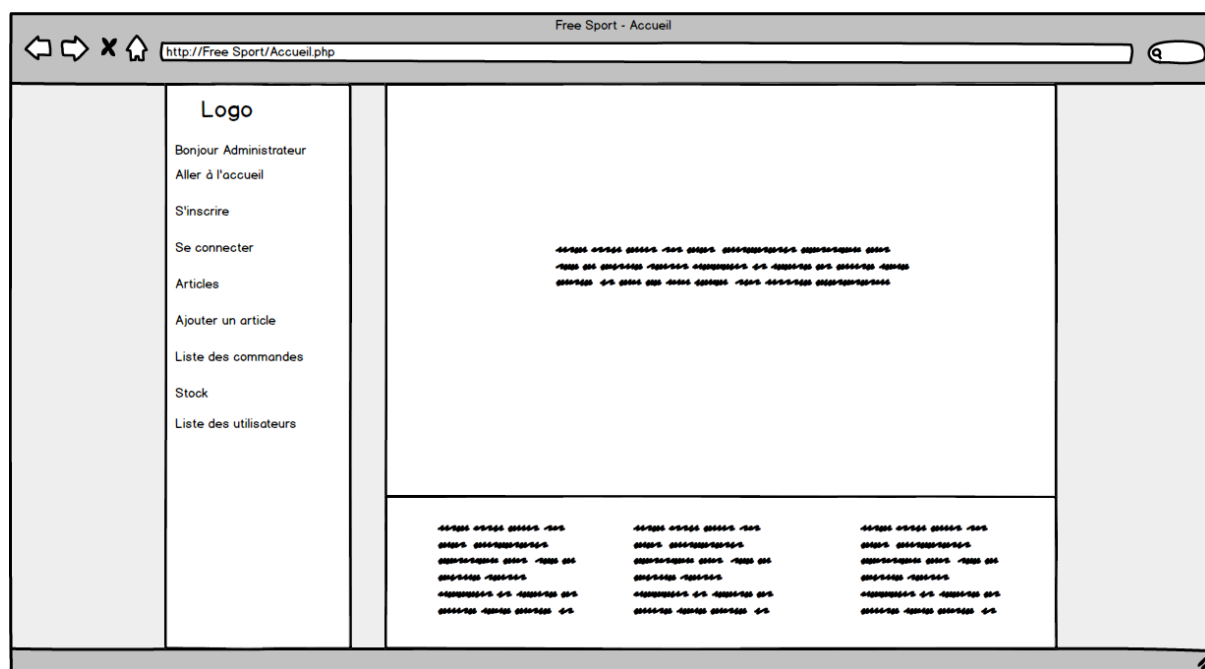 Free Sport - Accueil
http://Free Sport/Accueil.php
Logo
Bonjour Administrateur
Aller à l'accueil
S'inscrire
Se connecter
Articles
Ajouter un article
Liste des commandes
Stock
Liste des utilisateurs